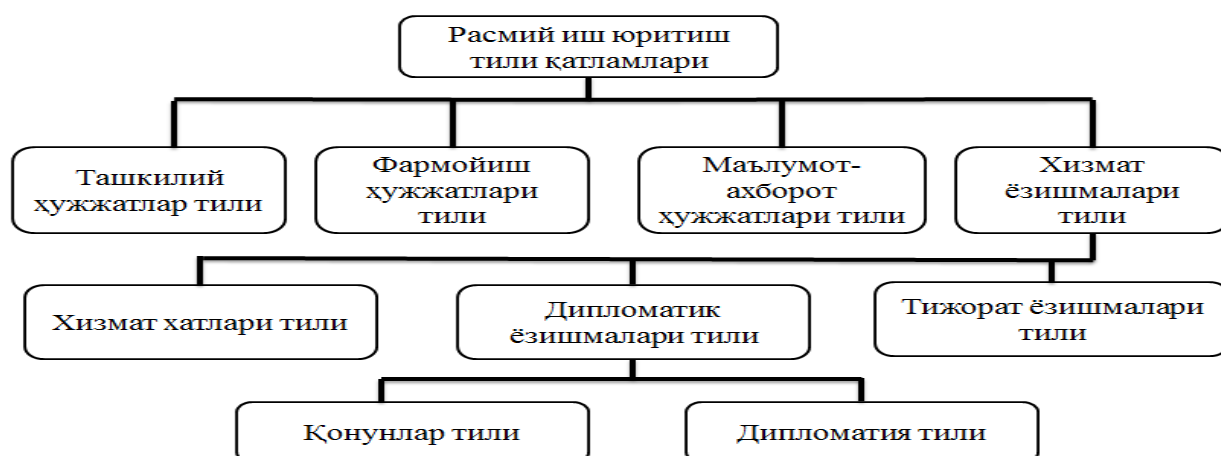 Расмий иш юритиш
тили қатламлари
Ташкилий
ҳужжатлар тили
Фармойиш
ҳужжатлари
тили
Маълумот-
ахборот
ҳужжатлари тили
Хизмат
ёзишмалари
тили
Хизмат хатлари тили
Дипломатик
ёзишмалари тили
Тижорат ёзишмалари
тили
Қонунлар тили
Дипломатия тили